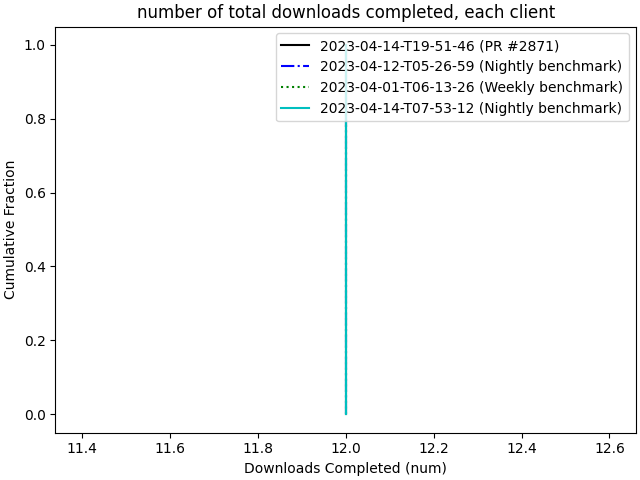 number of total downloads completed, each client
1.0
0.8
0.6
0.4
0.2
0.0
Cumulative Fraction
2023-04-14-T19-51-46 (PR #2871)
2023-04-12-T05-26-59 (Nightly benchmark)
2023-04-01-T06-13-26 (Weekly benchmark)
2023-04-14-T07-53-12 (Nightly benchmark)
11.4 11.6 11.8 12.0 12.2 12.4 12.6
Downloads Completed (num)